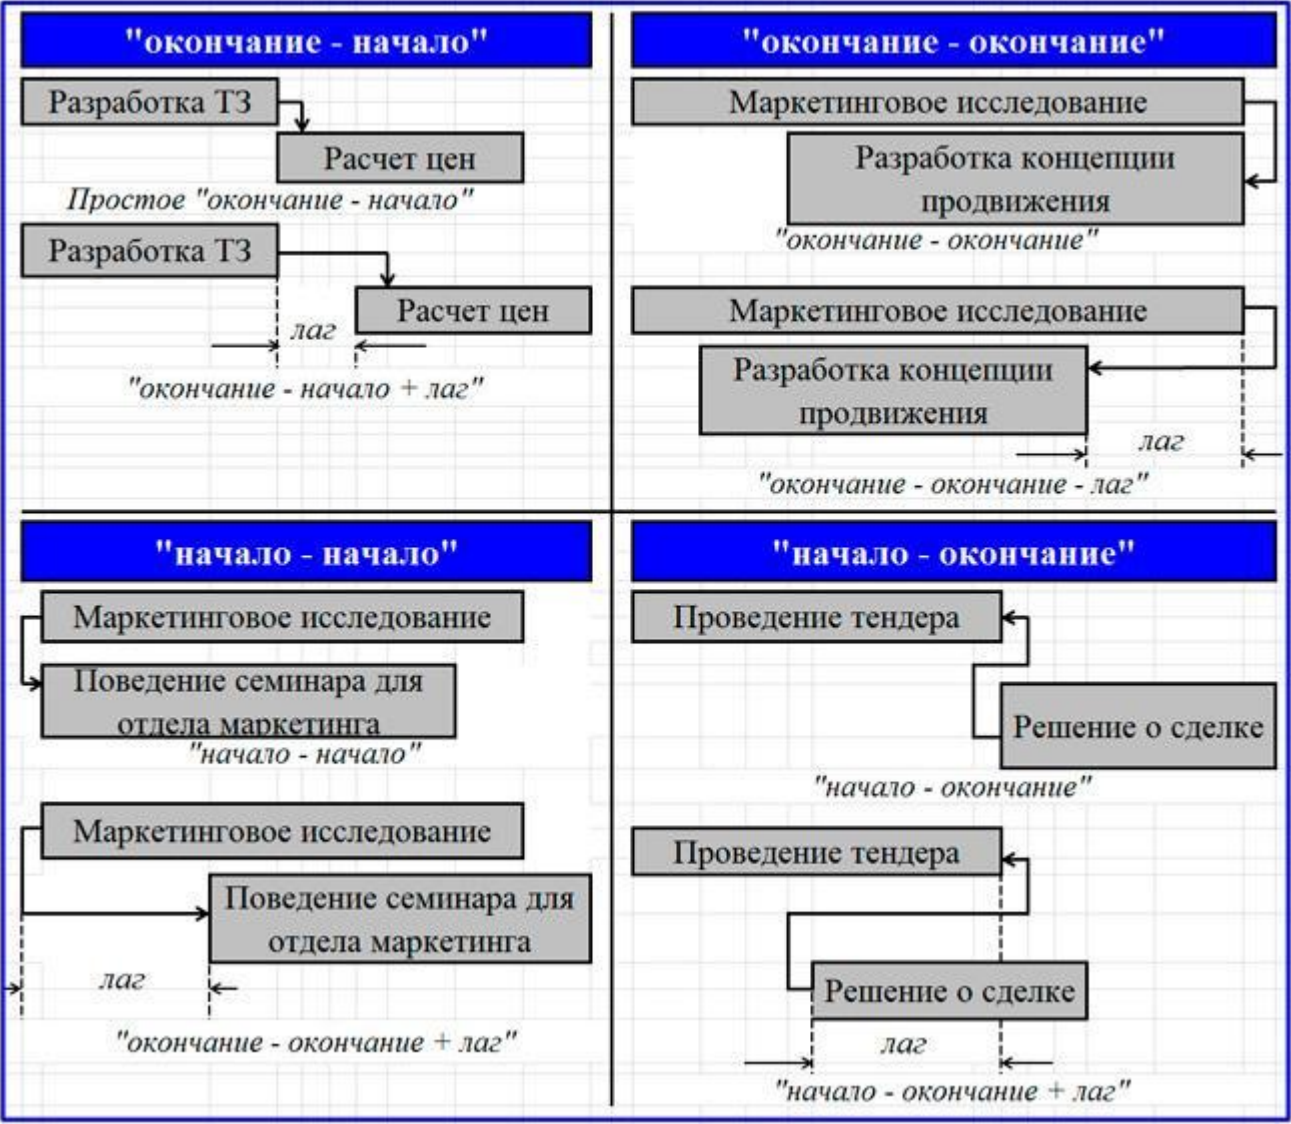 "окончание - начало"
Разработка ТЗ
Расчет цен
Простое "окончание - начало"
Разработка ТЗ
Расчет цен
лаг
"окончание - начало + лаг"
"окончание - окончание"
Маркетинговое исследование
Разработка концепции
продвижения
"окончание - окончание"
Маркетинговое исследование
Разработка концепции
продвижения
лаг
"окончание - окончание - лаг"
"начало - начало"
Маркетинговое исследование
Поведение семинара для
отдела маркетинга
"начало - начало"
Маркетинговое исследование
Поведение семинара для
отдела маркетинга
лаг
"окончание - окончание + лаг"
"начало - окончание"
Проведение тендера
Решение о сделке
"начало - окончание"
Проведение тендера
Решение о сделке
лаг
"начало - окончание + лаг"